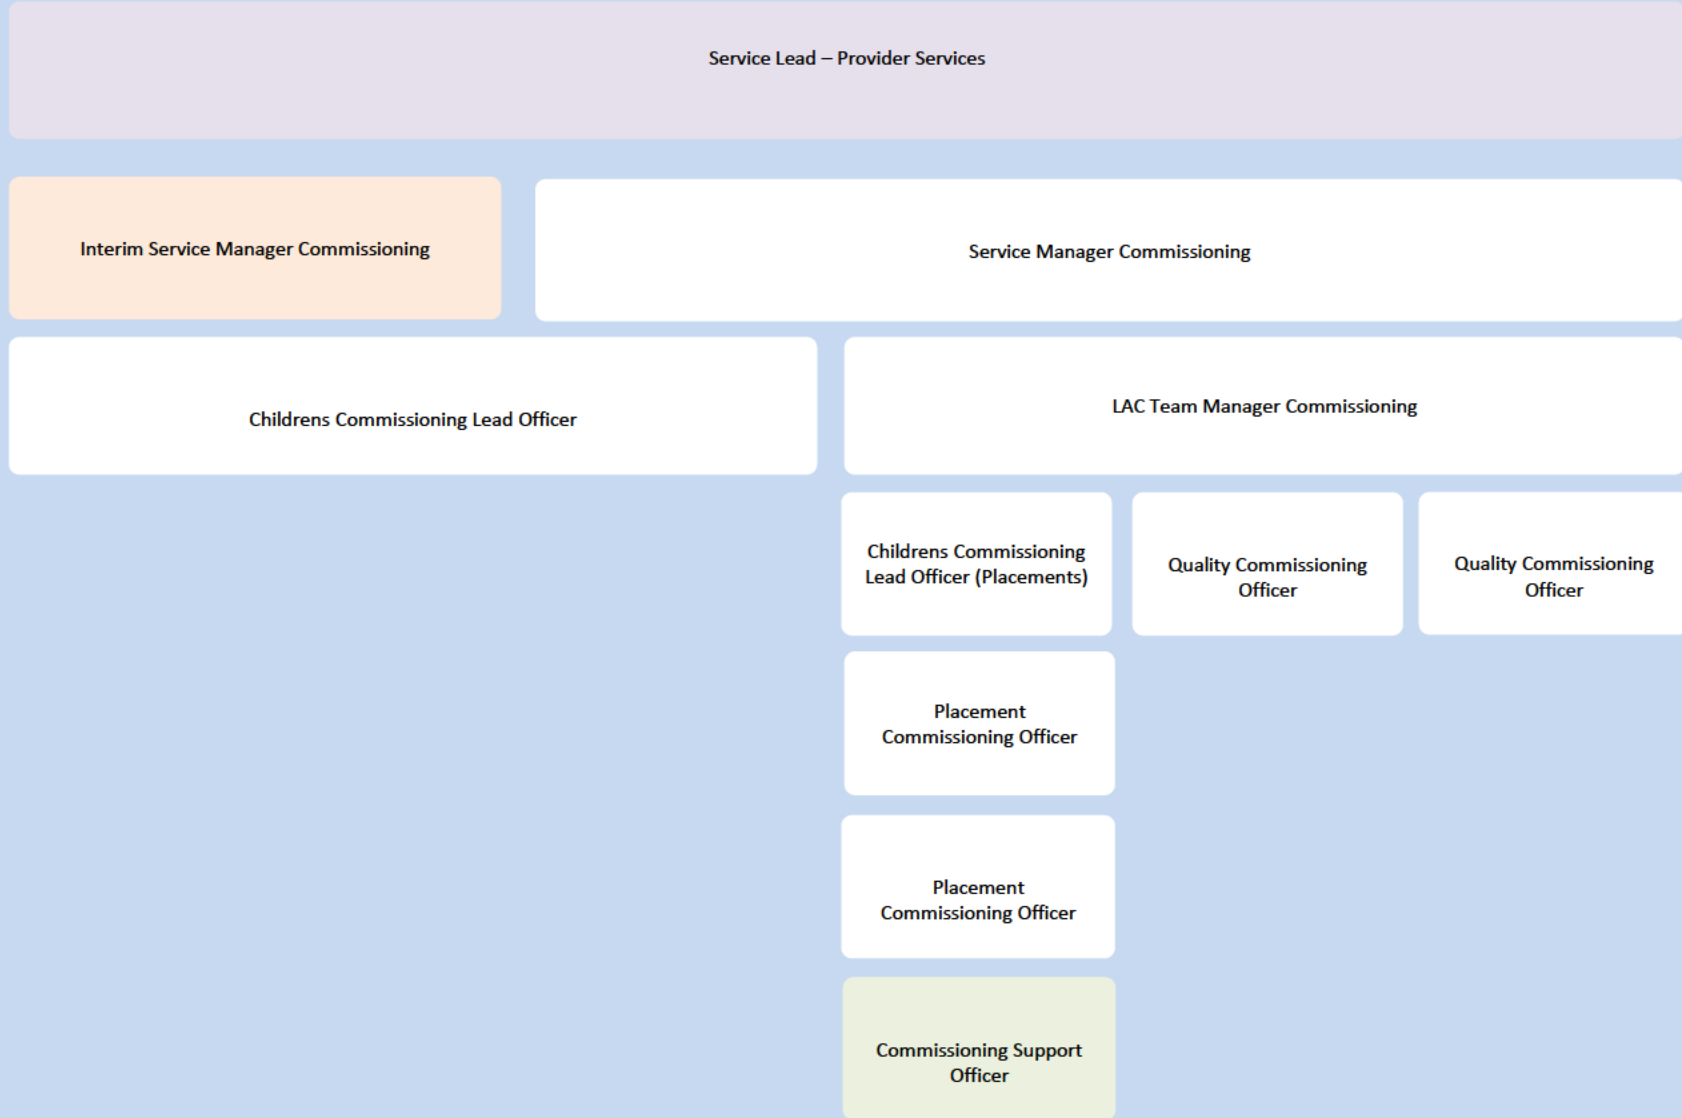 Service Lead – Provider Services
Interim Service Manager Commissioning
Service Manager Commissioning
Childrens Commissioning Lead Officer
LAC Team Manager Commissioning
Childrens Commissioning
Lead Officer (Placements)
Quality Commissioning
Officer
Quality Commissioning
Officer
Placement
Commissioning Officer
Placement
Commissioning Officer
Commissioning Support
Officer